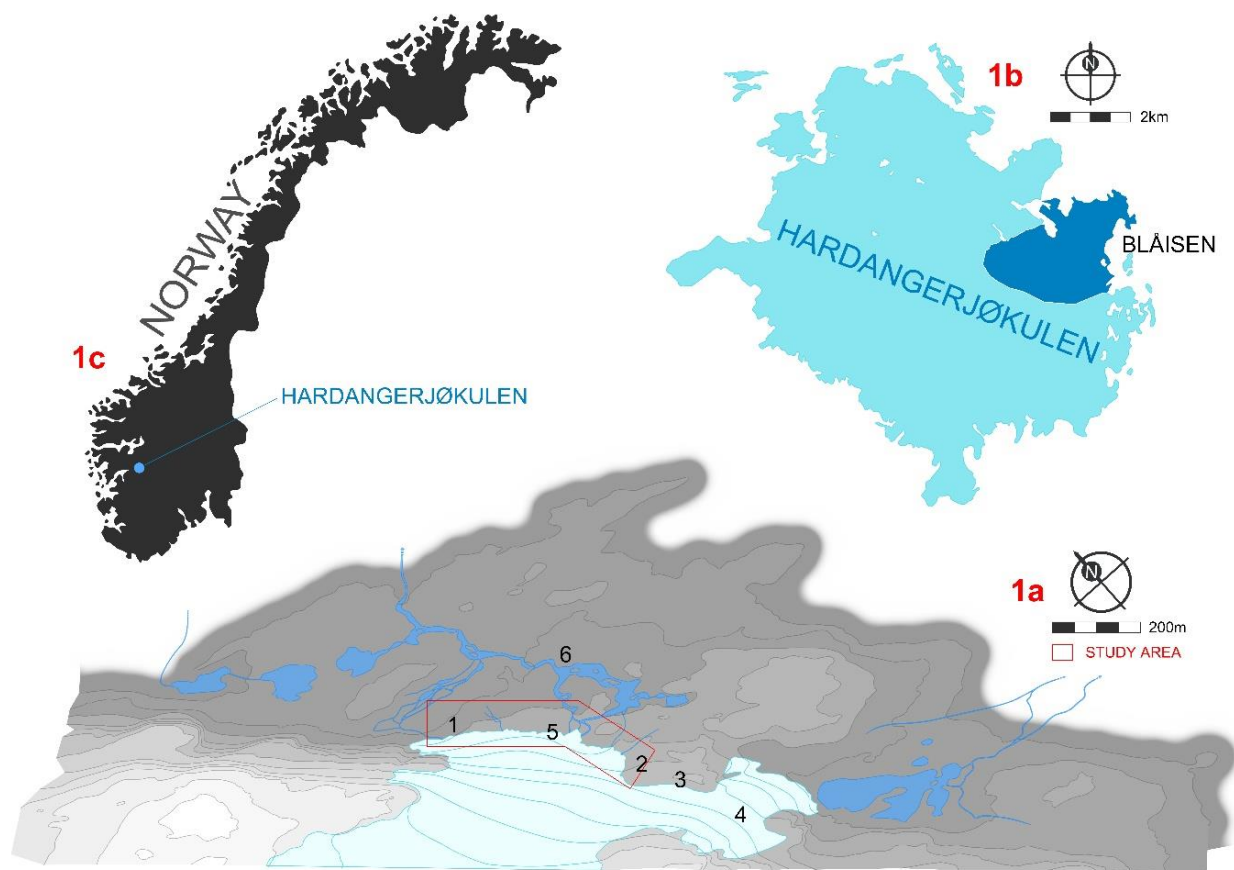 1b
N
2km
NORWAY
HARDANGERJØKULEN
BLÅISEN
1c
HARDANGERJØKULEN
1a
N
200m
STUDY AREA
6
1
5
2
3
4